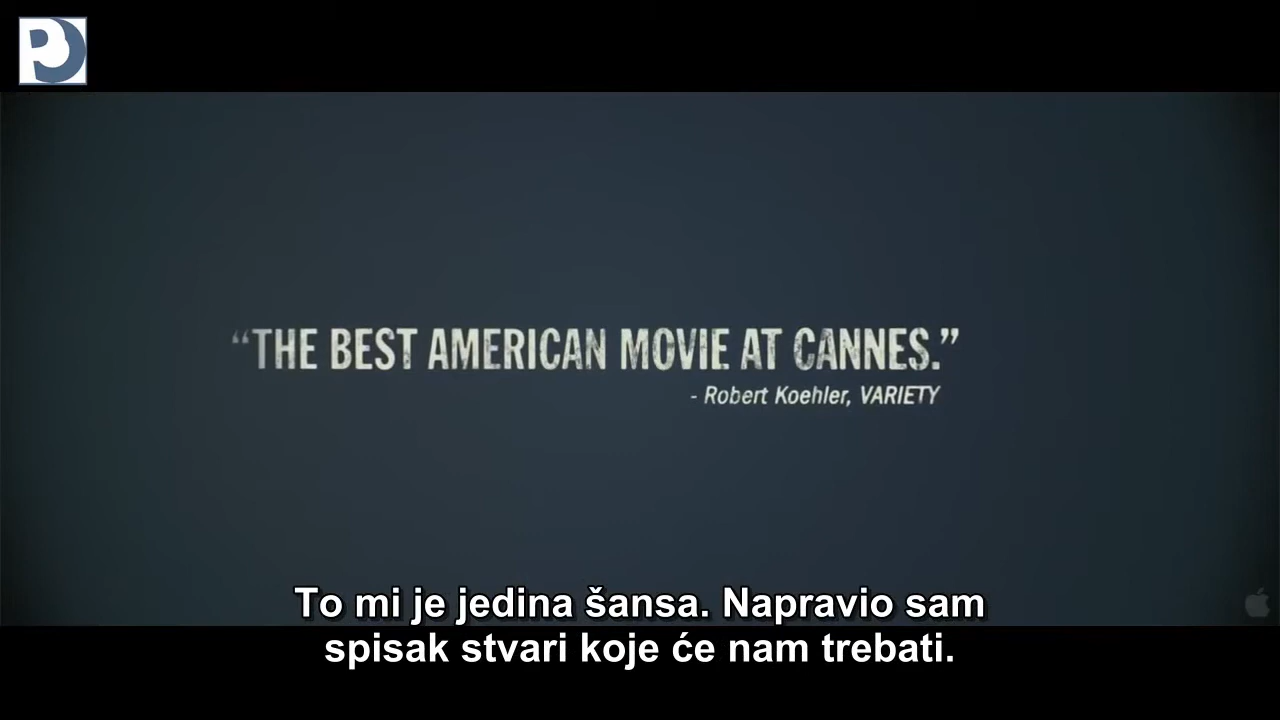 “THE BEST AMERICAN MOVIE AT CANNES.”
- Robert Koehler, VARIETY
To mi je jedina šansa. Napravio sam
spisak stvari koje će nam trebati.